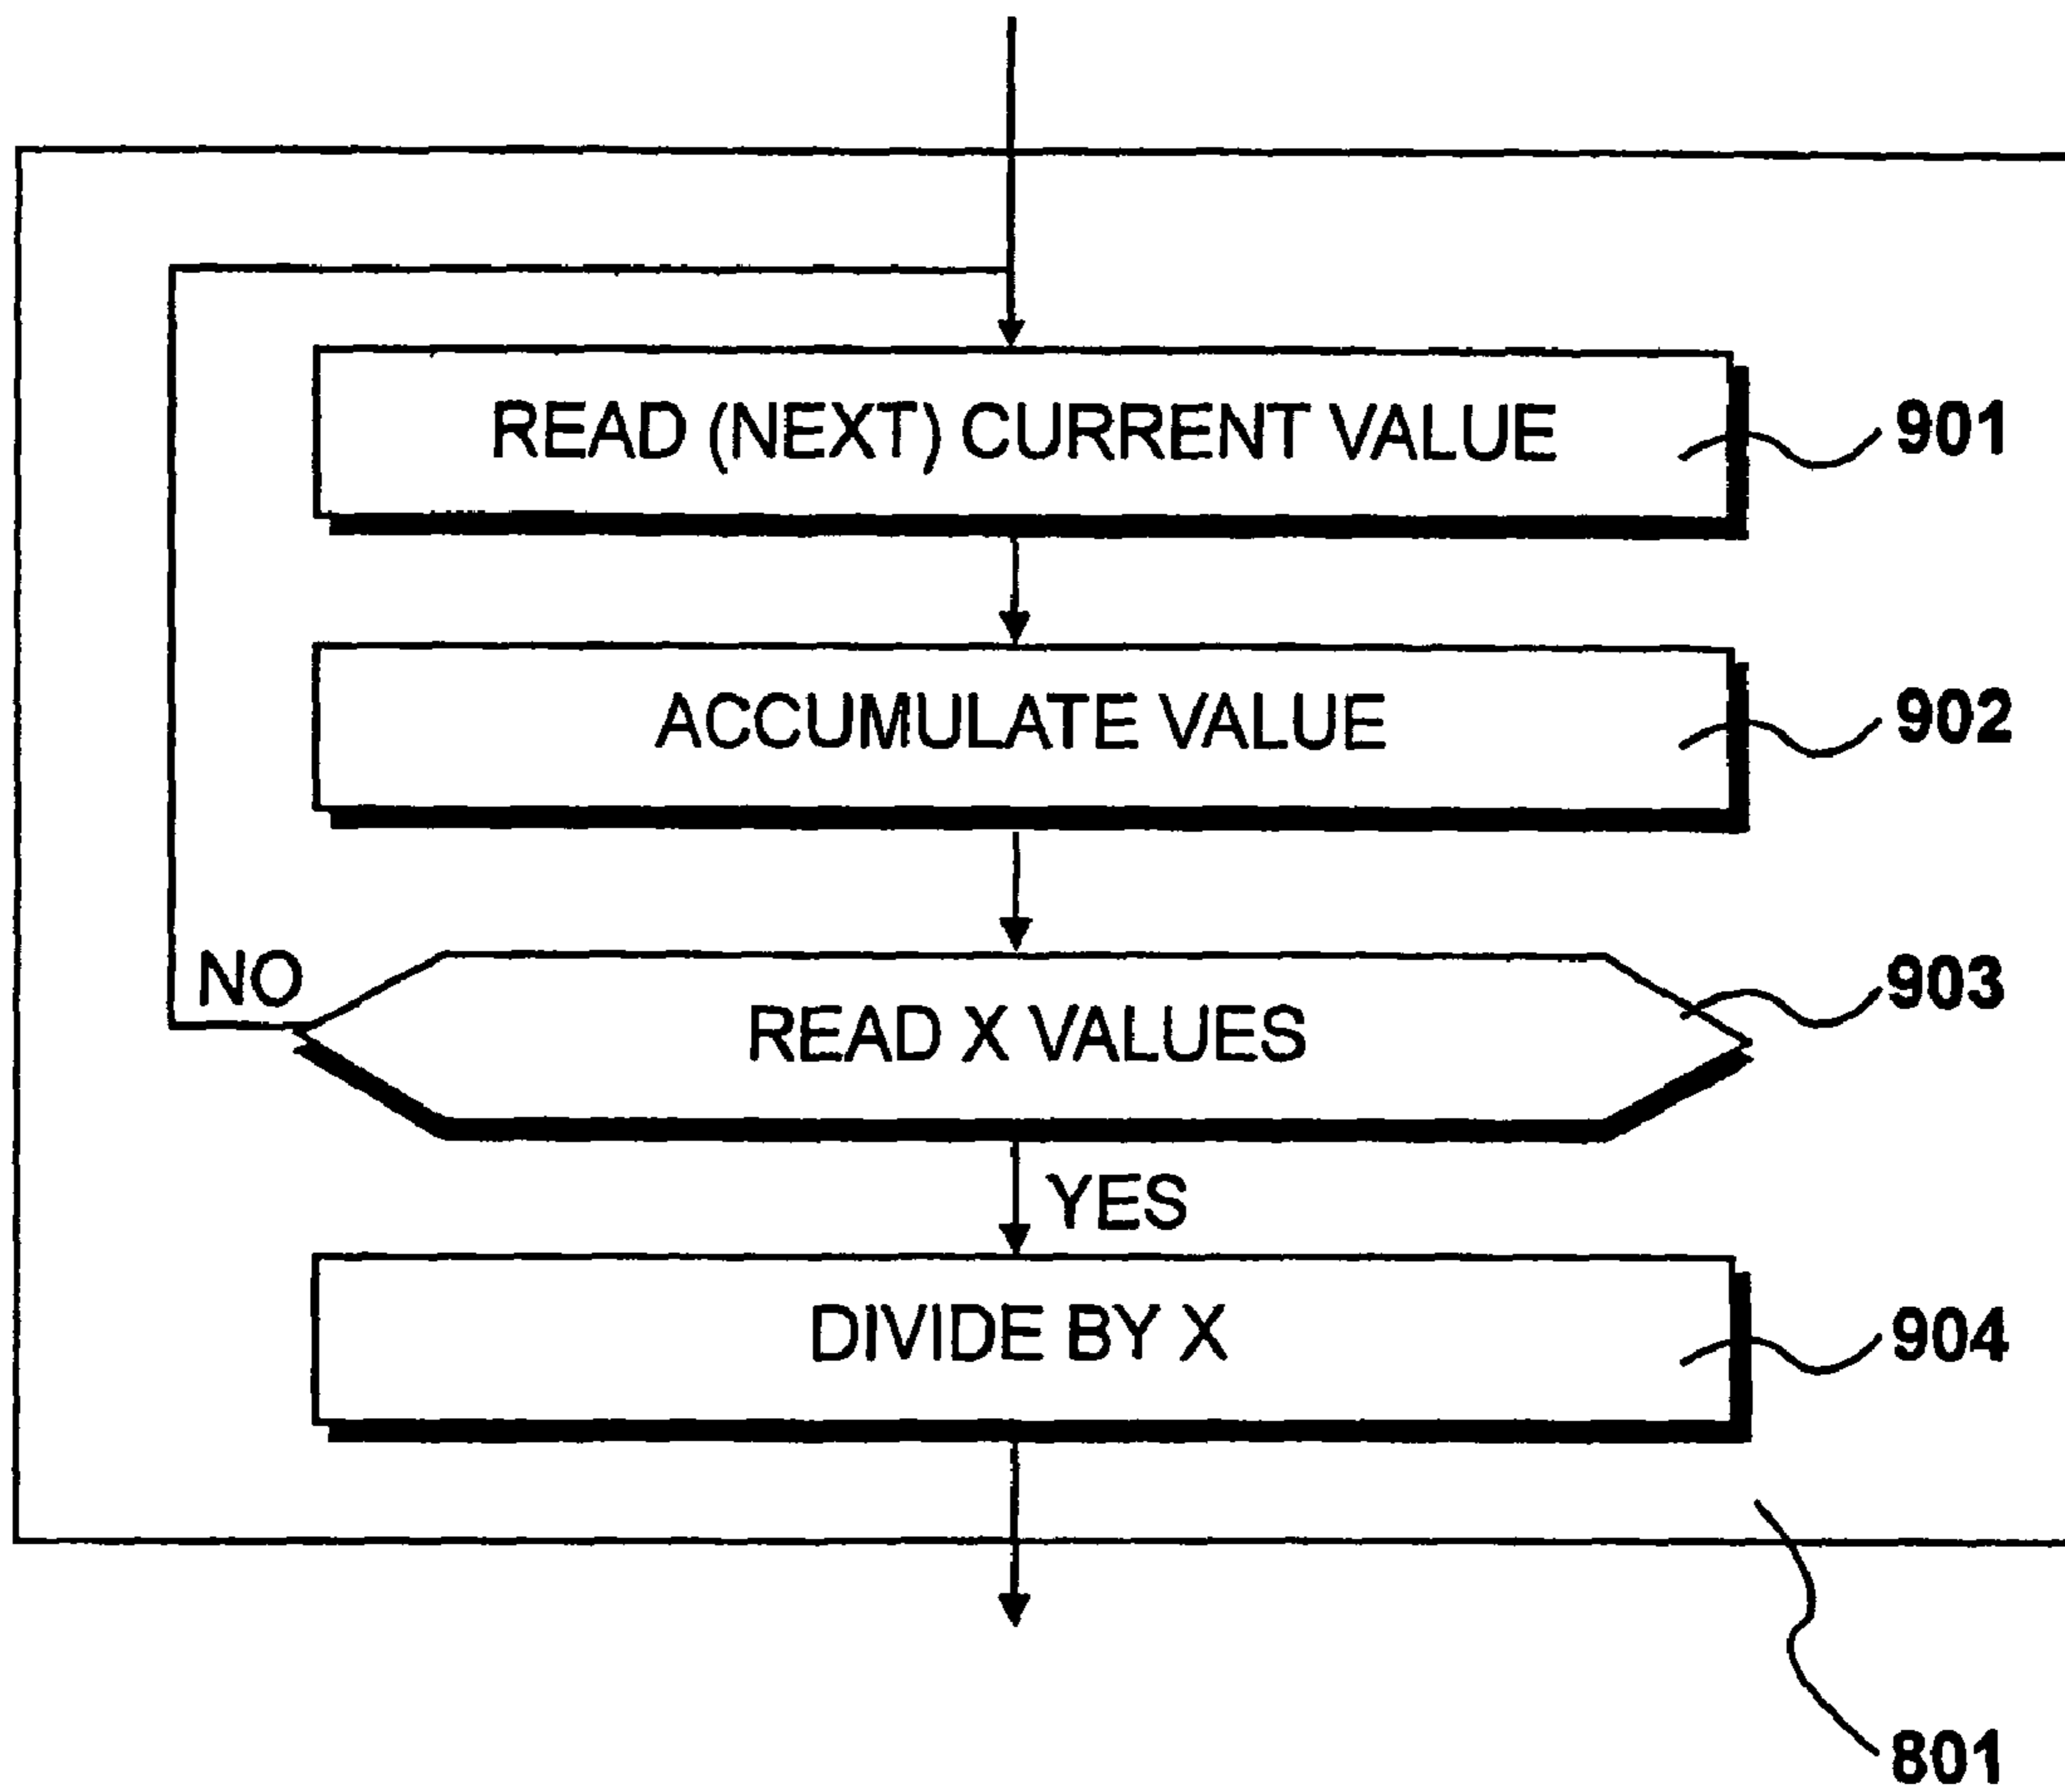 READ (NEXT) CURRENT VALUE
901
ACCUMULATE VALUE
902
NO
READ X VALUES
903
YES
DIVIDE BY X
904
801